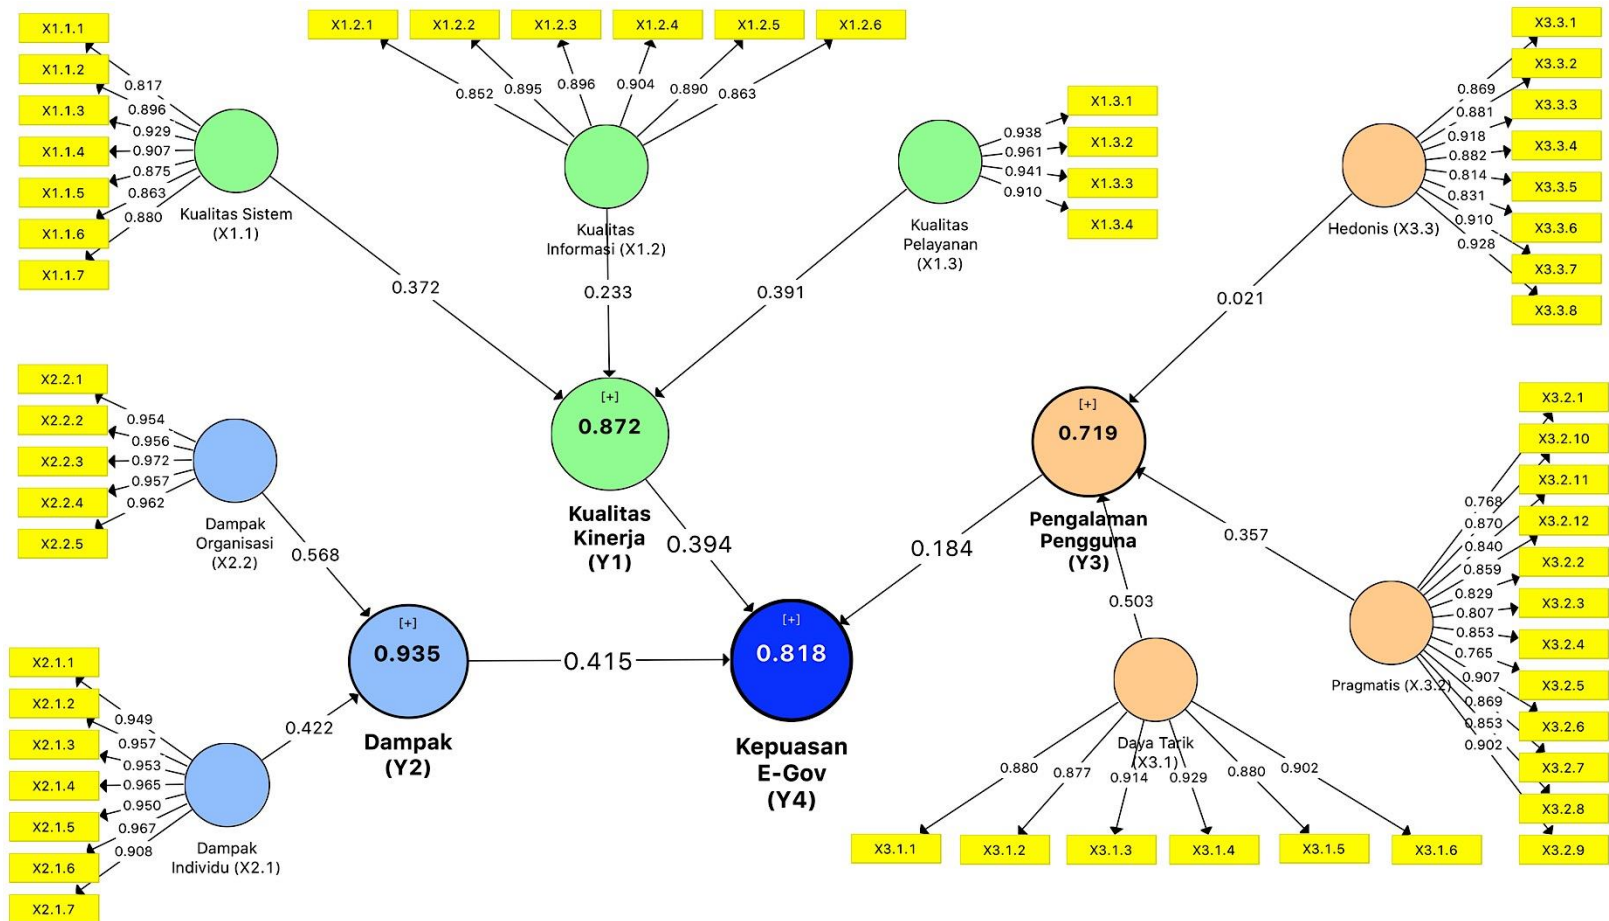 X1.1.1
X1.1.2
X1.1.3
X1.1.4
X1.1.5
X1.1.6
X1.1.7
0.817
0.896
0.929
0.907
0.875
0.863
0.880
Kualitas Sistem
(X1.1)
X1.2.1
X1.2.2
X1.2.3
X1.2.4
X1.2.5
X1.2.6
0.852
0.895
0.896
0.904
0.890
0.863
Kualitas
Informasi (X1.2)
X1.3.1
X1.3.2
X1.3.3
X1.3.4
0.938
0.961
0.941
0.910
Kualitas
Pelayanan
(X1.3)
X3.3.1
X3.3.2
X3.3.3
X3.3.4
X3.3.5
X3.3.6
X3.3.7
X3.3.8
0.869
0.881
0.918
0.882
0.814
0.831
0.910
0.928
Hedonis (X3.3)
0.372
0.233
0.391
0.021
X2.2.1
X2.2.2
X2.2.3
X2.2.4
X2.2.5
0.954
0.956
0.972
0.957
0.962
Dampak
Organisasi
(X2.2)
0.568
[+]
0.872
Kualitas
Kinerja
(Y1)
0.394
[+]
0.719
Pengalaman
Pengguna
(Y3)
0.184
0.357
0.503
X3.2.1
X3.2.10
X3.2.11
X3.2.12
X3.2.2
X3.2.3
X3.2.4
X3.2.5
X3.2.6
X3.2.7
X3.2.8
X3.2.9
0.768
0.870
0.840
0.859
0.829
0.807
0.853
0.765
0.907
0.869
0.853
0.902
Pragmatis (X.3.2)
X2.1.1
X2.1.2
X2.1.3
X2.1.4
X2.1.5
X2.1.6
X2.1.7
0.949
0.957
0.953
0.965
0.950
0.967
0.908
Dampak
Individu (X2.1)
0.422
[+]
0.935
Dampak
(Y2)
0.415
[+]
0.818
Kepuasan
E-Gov
(Y4)
Daya Tarik
(X3.1)
0.880
0.877
0.914
0.929
0.880
0.902
X3.1.1
X3.1.2
X3.1.3
X3.1.4
X3.1.5
X3.1.6